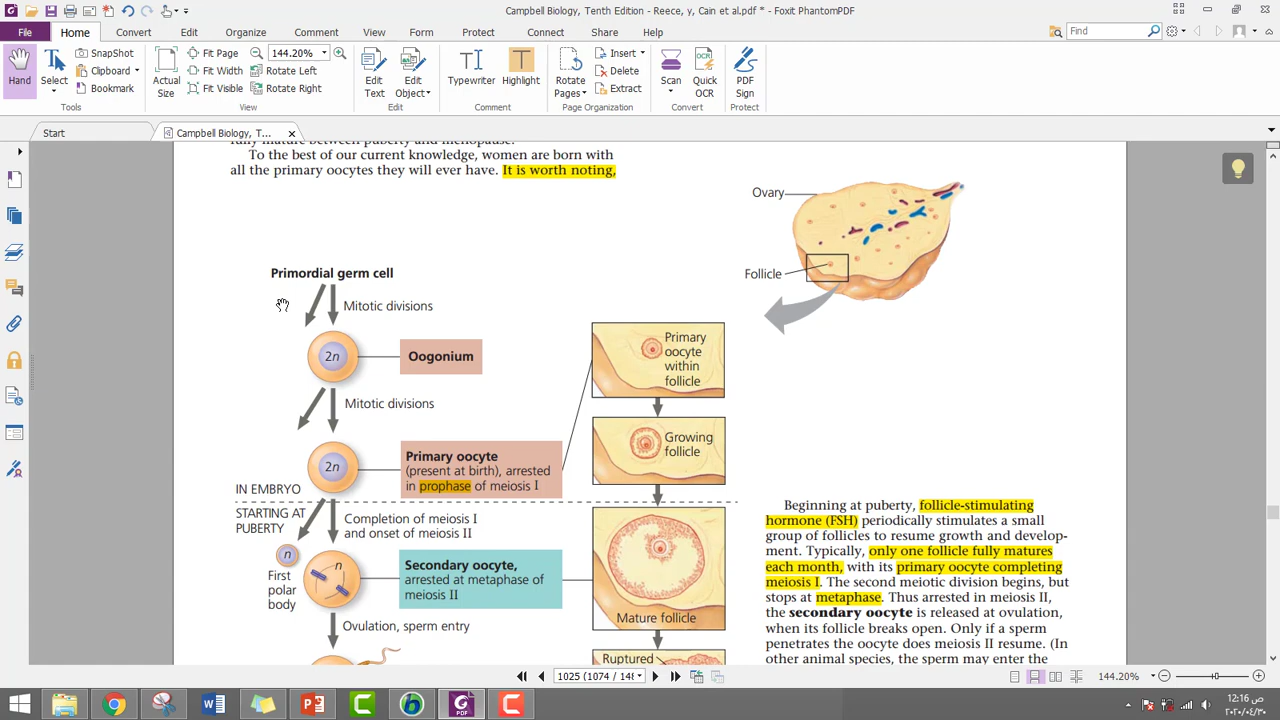 Campbell Biology, Tenth Edition - Reece, y, Cain et al.pdf * - Foxit PhantomPDF
File Home Convert Edit Organize Comment View Form Protect Connect Share Help Find
Hand
Select
SnapShot
Clipboard
Bookmark
Actual Size
Fit Page
Fit Width
Fit Visible
144.20%
Rotate Left
Rotate Right
Edit Text
Edit Object
Typewriter
Highlight
Rotate Pages
Insert
Delete
Extract
Scan
Quick OCR
PDF Sign
Tools View Edit Comment Page Organization Convert Protect
Start Campbell Biology, T...
fully mature between puberty and menopause.
To the best of our current knowledge, women are born with
all the primary oocytes they will ever have. It is worth noting,
Ovary
Follicle
Primordial germ cell
Mitotic divisions
2n
Oogonium
Mitotic divisions
2n
Primary oocyte
(present at birth), arrested
in prophase of meiosis I
IN EMBRYO
STARTING AT
PUBERTY
Completion of meiosis I
and onset of meiosis II
n
First
polar
body
n
Secondary oocyte,
arrested at metaphase of
meiosis II
Ovulation, sperm entry
Primary
oocyte
within
follicle
Growing
follicle
Mature follicle
Ruptured
Beginning at puberty, follicle-stimulating
hormone (FSH) periodically stimulates a small
group of follicles to resume growth and develop-
ment. Typically, only one follicle fully matures
each month, with its primary oocyte completing
meiosis I. The second meiotic division begins, but
stops at metaphase. Thus arrested in meiosis II,
the secondary oocyte is released at ovulation,
when its follicle breaks open. Only if a sperm
penetrates the oocyte does meiosis II resume. (In
other animal species, the sperm may enter the
1025 (1074 / 148
144.20%
12:16 ص
٢٠٢٠/٠٤/٣٠